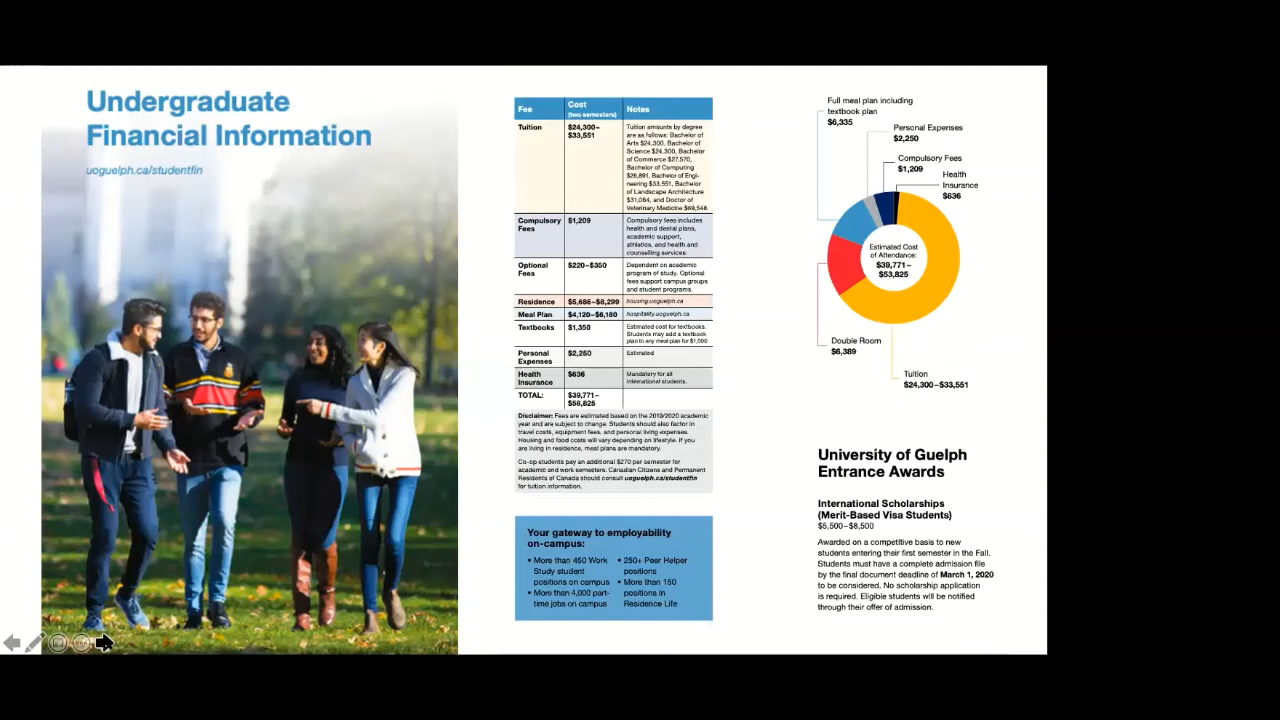 Undergraduate
Financial Information
uoguelph.ca/studentfin
Fee
Cost
(two semesters)
Notes
Tuition
$24,300–
$33,551
Tuition amounts by degree
are as follows: Bachelor of
Arts $24,300, Bachelor of
Science $24,300, Bachelor
of Commerce $27,570,
Bachelor of Computing
$26,891, Bachelor of Engi-
neering $33,551, Bachelor
of Landscape Architecture
$31,084, and Doctor of
Veterinary Medicine $69,546.
Compulsory
Fees
$1,209
Compulsory fees includes
health and dental plans,
academic support,
athletics, and health and
counselling services.
Optional
Fees
$220–$350
Dependent on academic
program of study. Optional
fees support campus groups
and student programs.
Residence
$5,686–$8,299
housing.uoguelph.ca
Meal Plan
$4,120–$6,180
hospitality.uoguelph.ca
Textbooks
$1,350
Estimated cost for textbooks.
Students may add a textbook
plan to any meal plan for $1,000
Personal
Expenses
$2,250
Estimated
Health
Insurance
$636
Mandatory for all
international students.
TOTAL:
$39,771–
$53,825
Disclaimer: Fees are estimated based on the 2019/2020 academic
year and are subject to change. Students should also factor in
travel costs, equipment fees, and personal living expenses.
Housing and food costs will vary depending on lifestyle. If you
are living in residence, meal plans are mandatory.
Co-op students pay an additional $270 per semester for
academic and work semesters. Canadian Citizens and Permanent
Residents of Canada should consult uoguelph.ca/studentfin
for tuition information.
Your gateway to employability
on-campus:
• More than 450 Work
Study student
positions on campus
• More than 4,000 part-
time jobs on campus
• 250+ Peer Helper
positions
• More than 150
positions in
Residence Life
Full meal plan including
textbook plan
$6,335
Personal Expenses
$2,250
Compulsory Fees
$1,209
Health
Insurance
$636
Estimated Cost
of Attendance:
$39,771–
$53,825
Double Room
$6,389
Tuition
$24,300–$33,551
University of Guelph
Entrance Awards
International Scholarships
(Merit-Based Visa Students)
$5,500–$8,500
Awarded on a competitive basis to new
students entering their first semester in the Fall.
Students must have a complete admission file
by the final document deadline of March 1, 2020
to be considered. No scholarship application
is required. Eligible students will be notified
through their offer of admission.